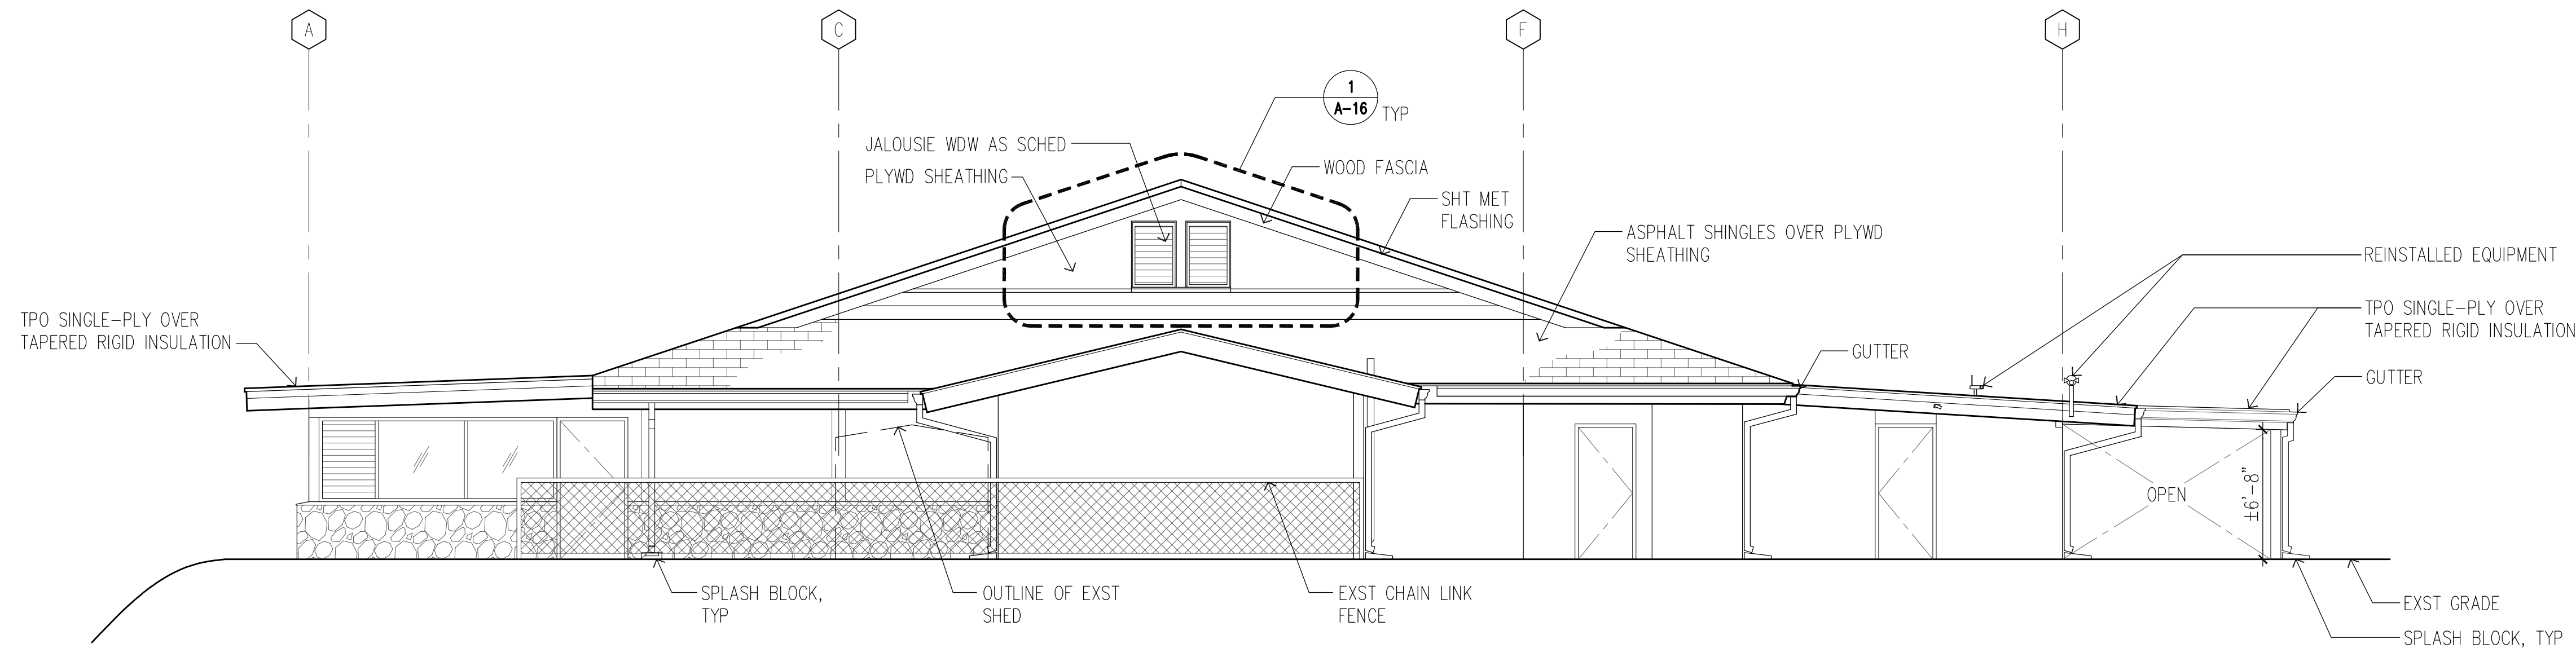 A
C
F
H
1
A-16
TYP
JALOUSIE WDW AS SCHED
PLYWD SHEATHING
WOOD FASCIA
SHT MET
FLASHING
ASPHALT SHINGLES OVER PLYWD
SHEATHING
REINSTALLED EQUIPMENT
TPO SINGLE-PLY OVER
TAPERED RIGID INSULATION
TPO SINGLE-PLY OVER
TAPERED RIGID INSULATION
GUTTER
GUTTER
OPEN
±6'-8"
SPLASH BLOCK,
TYP
OUTLINE OF EXST
SHED
EXST CHAIN LINK
FENCE
EXST GRADE
SPLASH BLOCK, TYP